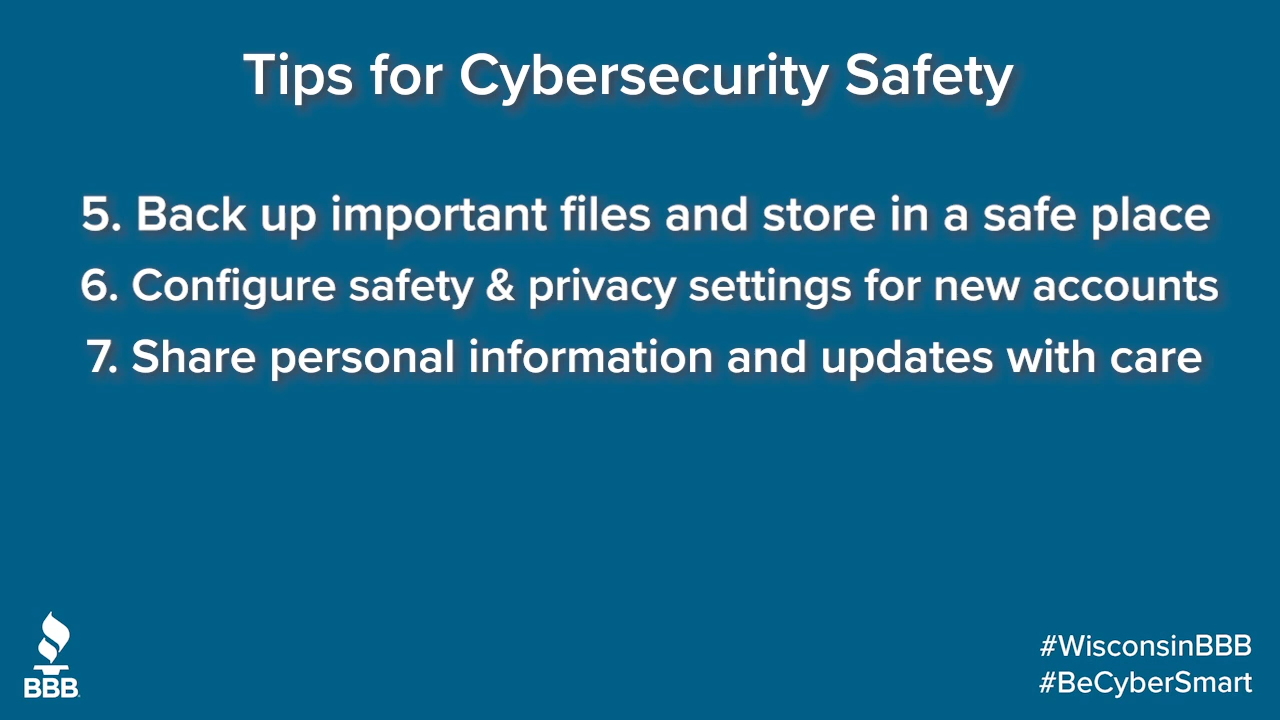 Tips for Cybersecurity Safety
5. Back up important files and store in a safe place
6. Configure safety & privacy settings for new accounts
7. Share personal information and updates with care
#WisconsinBBB
#BeCyberSmart
BBB